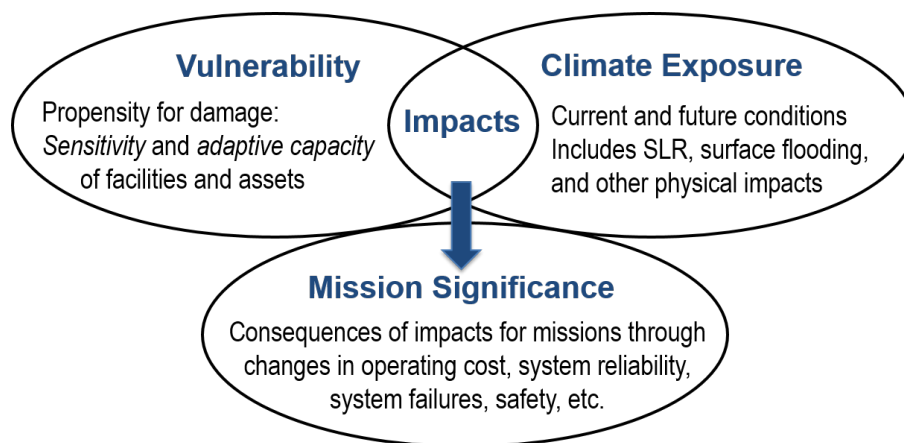 Vulnerability
Propensity for damage:
Sensitivity and adaptive capacity
of facilities and assets
Impacts
Climate Exposure
Current and future conditions
Includes SLR, surface flooding,
and other physical impacts
Mission Significance
Consequences of impacts for missions through
changes in operating cost, system reliability,
system failures, safety, etc.